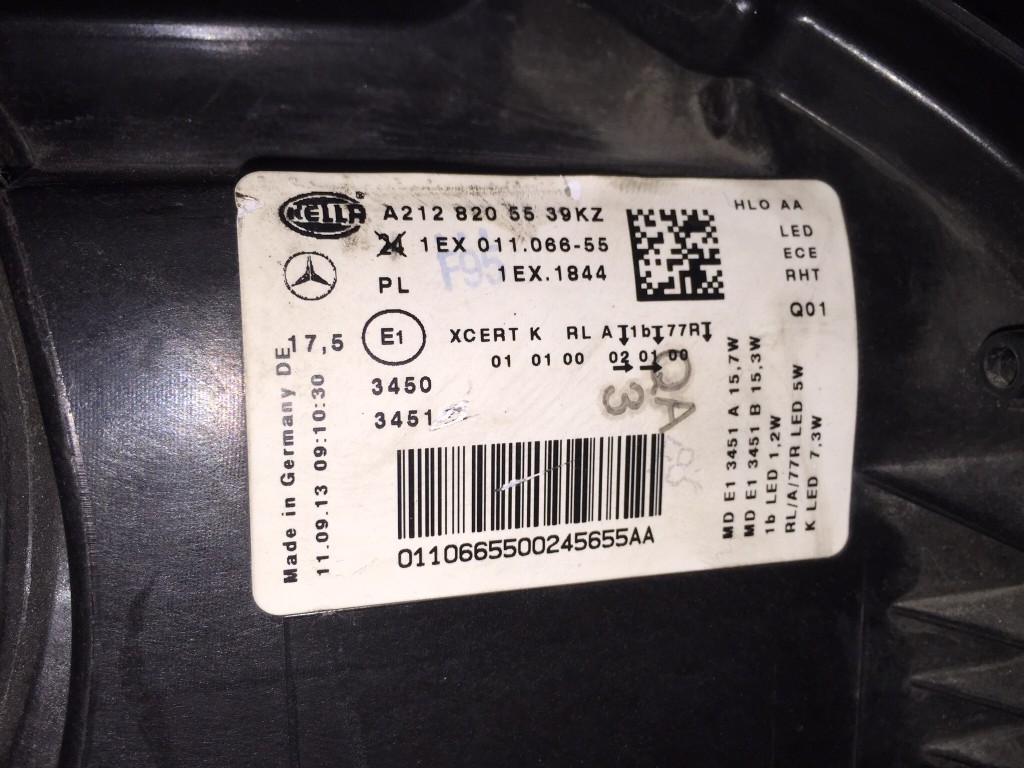 HELLA
A212 820 55 39KZ
24 1EX 011.066-55
PL 1EX.1844
F95
HLO AA
LED
ECE
RHT
Q01
17,5 E1 XCERT K RL A 1b 77R
01 01 00 02 01 00
3450
3451
QA
3
0110665500245655AA
Made in Germany DE
11.09.13 09:10:30
MD E1 3451 A 15,7W
MD E1 3451 B 15,3W
1b LED 1,2W
RL/A/77R LED 5W
K LED 7,3W